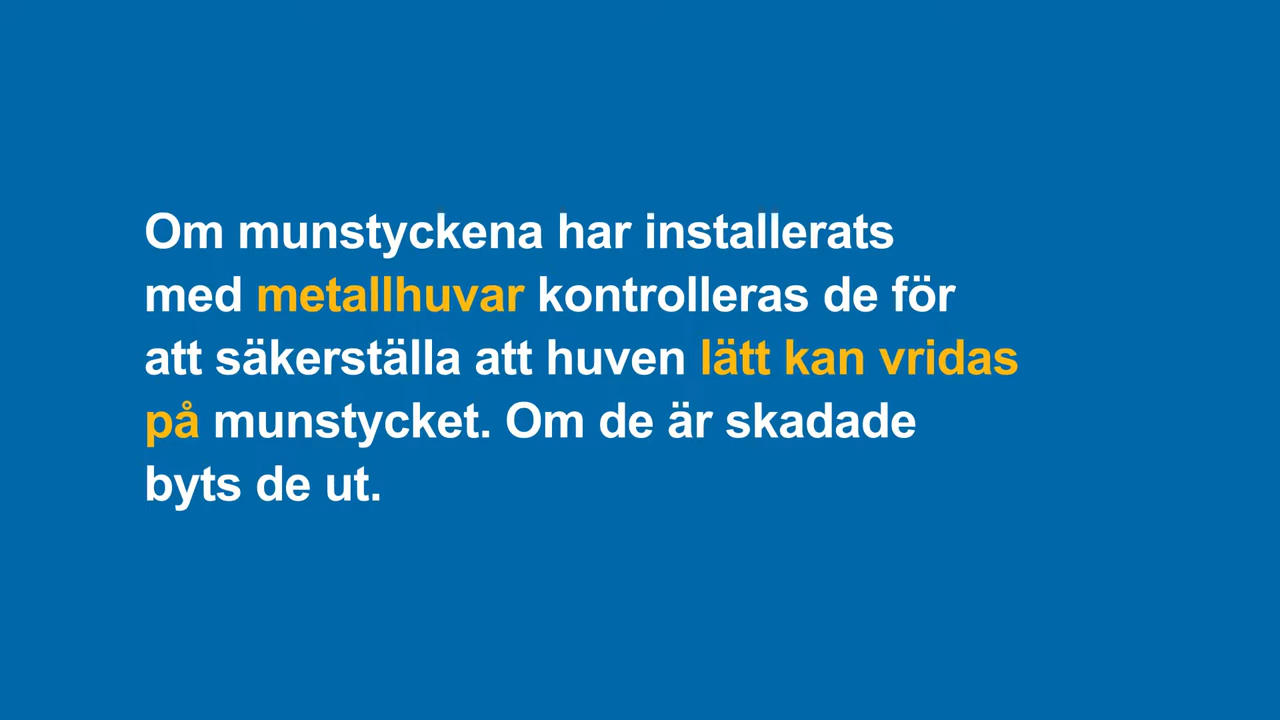 Om munstyckena har installerats
med metallhuvar kontrolleras de för
att säkerställa att huven lätt kan vridas
på munstycket. Om de är skadade
byts de ut.